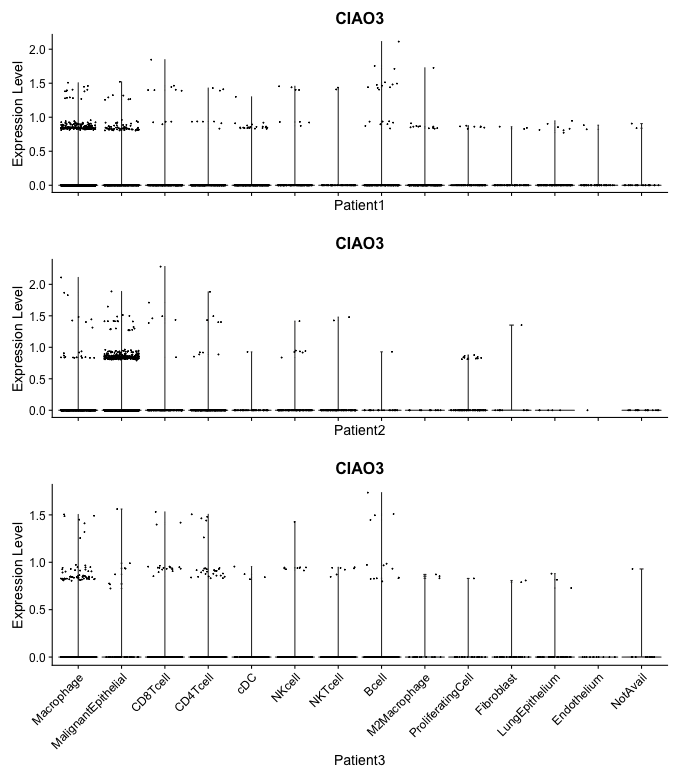 CIAO3
Expression Level
2.0
1.5
1.0
0.5
0.0
Patient1
CIAO3
Expression Level
2.0
1.5
1.0
0.5
0.0
Patient2
CIAO3
Expression Level
1.5
1.0
0.5
0.0
Macrophage
MalignantEpithelial
CD8Tcell
CD4Tcell
cDC
NKcell
NKTcell
Bcell
M2Macrophage
ProliferatingCell
Fibroblast
LungEpithelium
Endothelium
NotAvail
Patient3